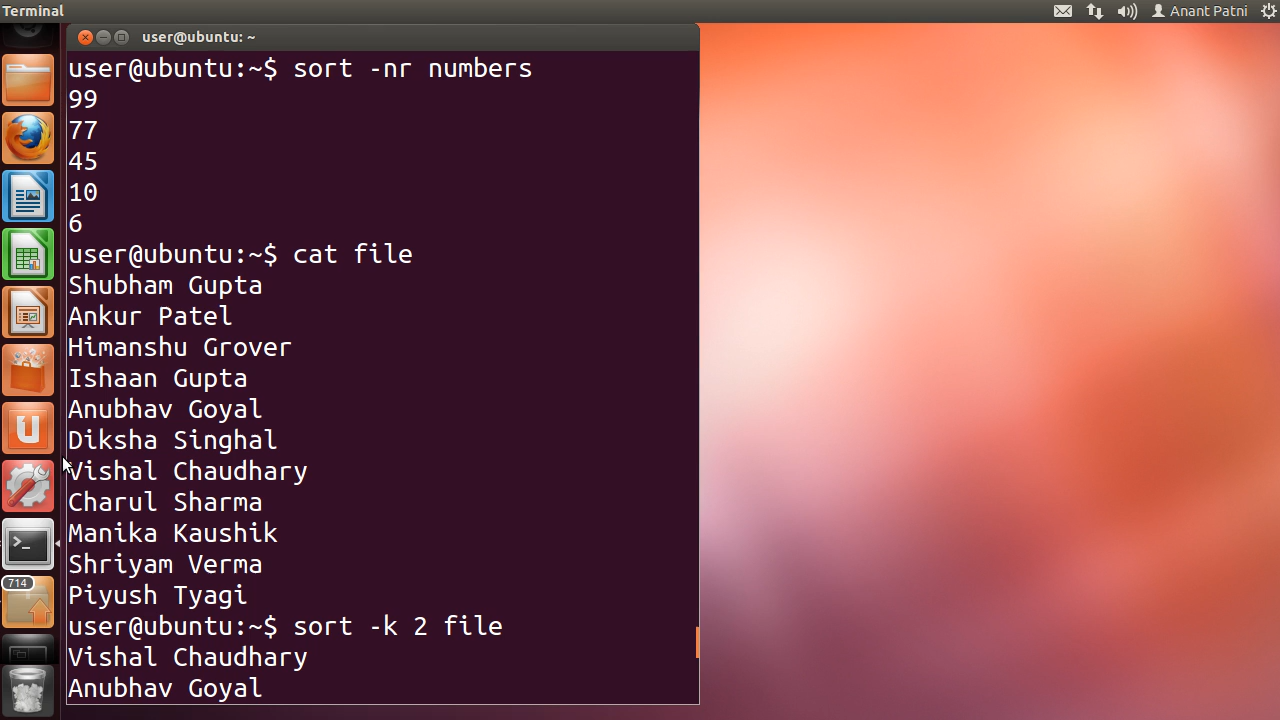 Terminal
Anant Patni
user@ubuntu: ~
user@ubuntu:~$ sort -nr numbers
99
77
45
10
6
user@ubuntu:~$ cat file
Shubham Gupta
Ankur Patel
Himanshu Grover
Ishaan Gupta
Anubhav Goyal
Diksha Singhal
Vishal Chaudhary
Charul Sharma
Manika Kaushik
Shriyam Verma
Piyush Tyagi
user@ubuntu:~$ sort -k 2 file
Vishal Chaudhary
Anubhav Goyal
714